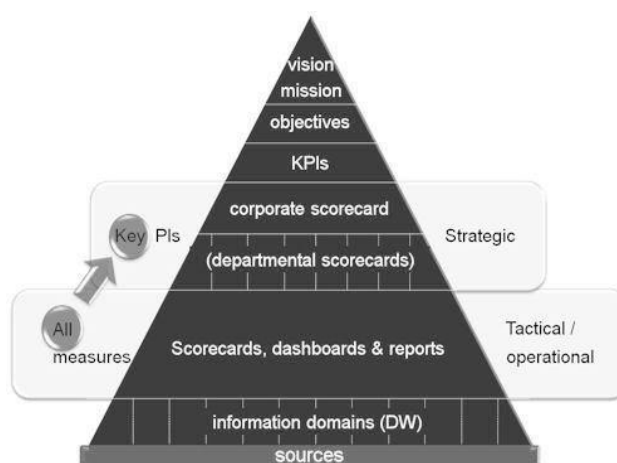 vision
mission
objectives
KPIs
corporate scorecard
Key PIs
Strategic
(departmental scorecards)
All
measures
Scorecards, dashboards & reports
Tactical /
operational
information domains (DW)
sources